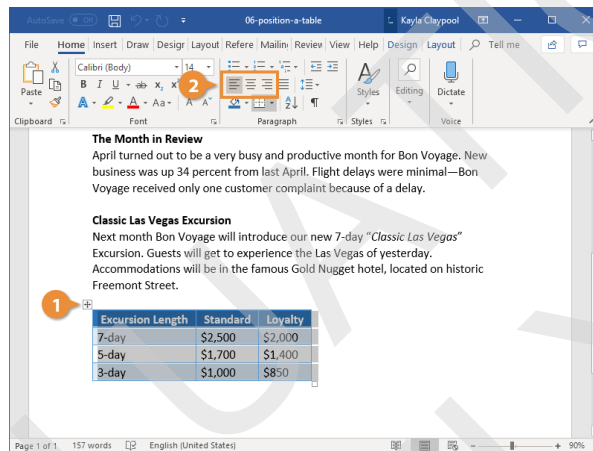 AutoSave Off 06-position-a-table Kayla Claypool
File Home Insert Draw Desigr Layout Refere Mailin Review View Help Design Layout Tell me
Calibri (Body) 14
Paste B I U ab x, x
A A Aa A A
2
Styles Editing Dictate
Clipboard Font Paragraph Styles Voice
The Month in Review
April turned out to be a very busy and productive month for Bon Voyage. New
business was up 34 percent from last April. Flight delays were minimal—Bon
Voyage received only one customer complaint because of a delay.
Classic Las Vegas Excursion
Next month Bon Voyage will introduce our new 7-day "Classic Las Vegas"
Excursion. Guests will get to experience the Las Vegas of yesterday.
Accommodations will be in the famous Gold Nugget hotel, located on historic
Freemont Street.
1
Excursion Length Standard Loyalty
7-day $2,500 $2,000
5-day $1,700 $1,400
3-day $1,000 $850
Page 1 of 1 157 words English (United States) 90%